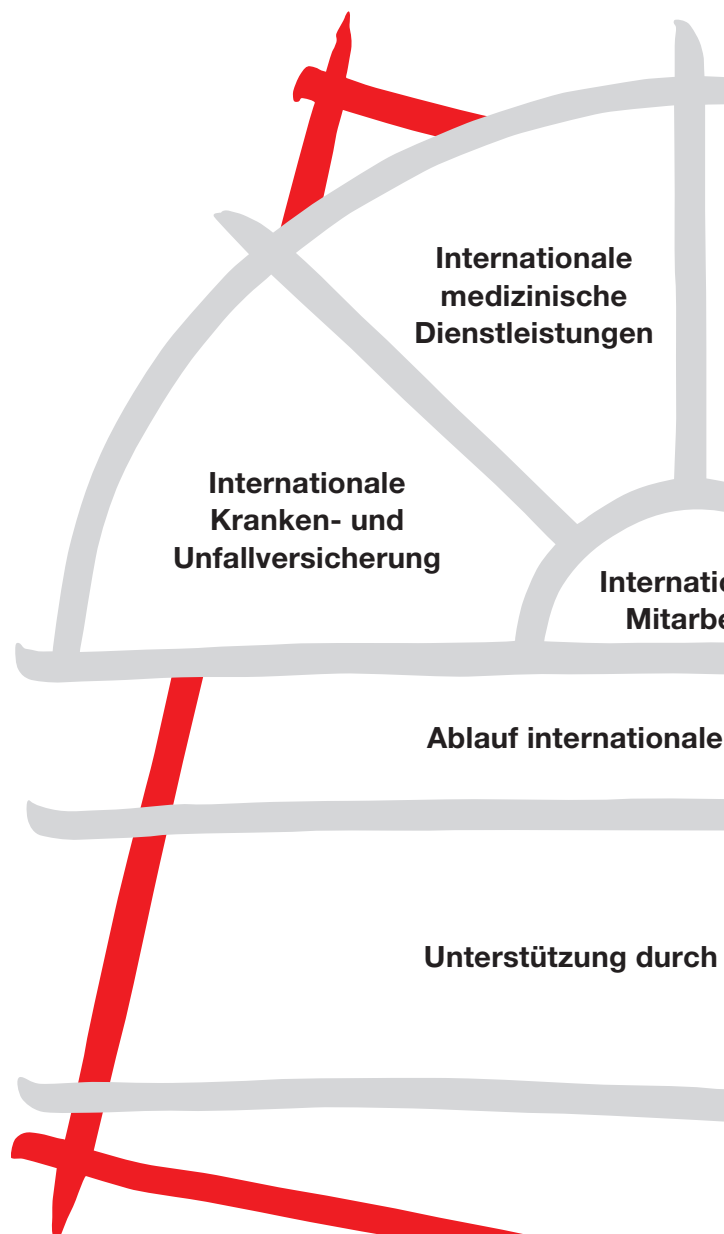 Internationale
medizinische
Dienstleistungen
Internationale
Kranken- und
Unfallversicherung
Ablauf internationale
Unterstützung durch